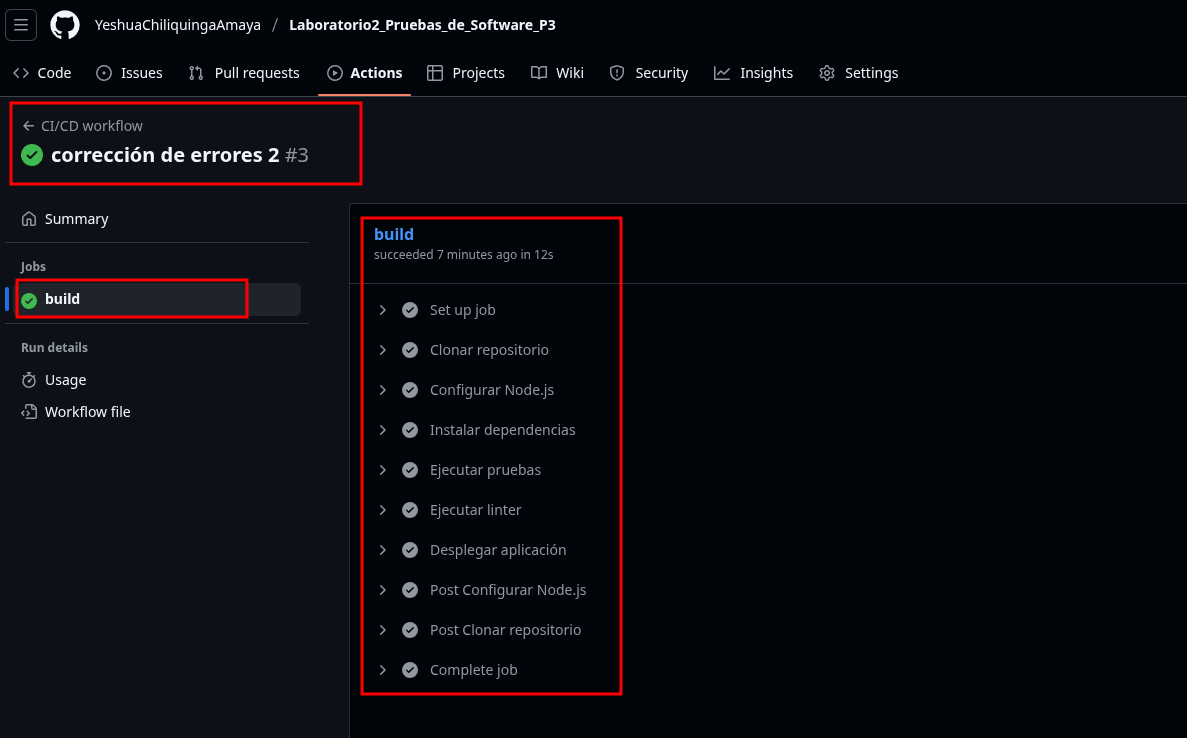 YeshuaChiliquingaAmaya / Laboratorio2_Pruebas_de_Software_P3
Code Issues Pull requests Actions Projects Wiki Security Insights Settings
CI/CD workflow
corrección de errores 2 #3
Summary
Jobs
build
Run details
Usage
Workflow file
build
succeeded 7 minutes ago in 12s
Set up job
Clonar repositorio
Configurar Node.js
Instalar dependencias
Ejecutar pruebas
Ejecutar linter
Desplegar aplicación
Post Configurar Node.js
Post Clonar repositorio
Complete job